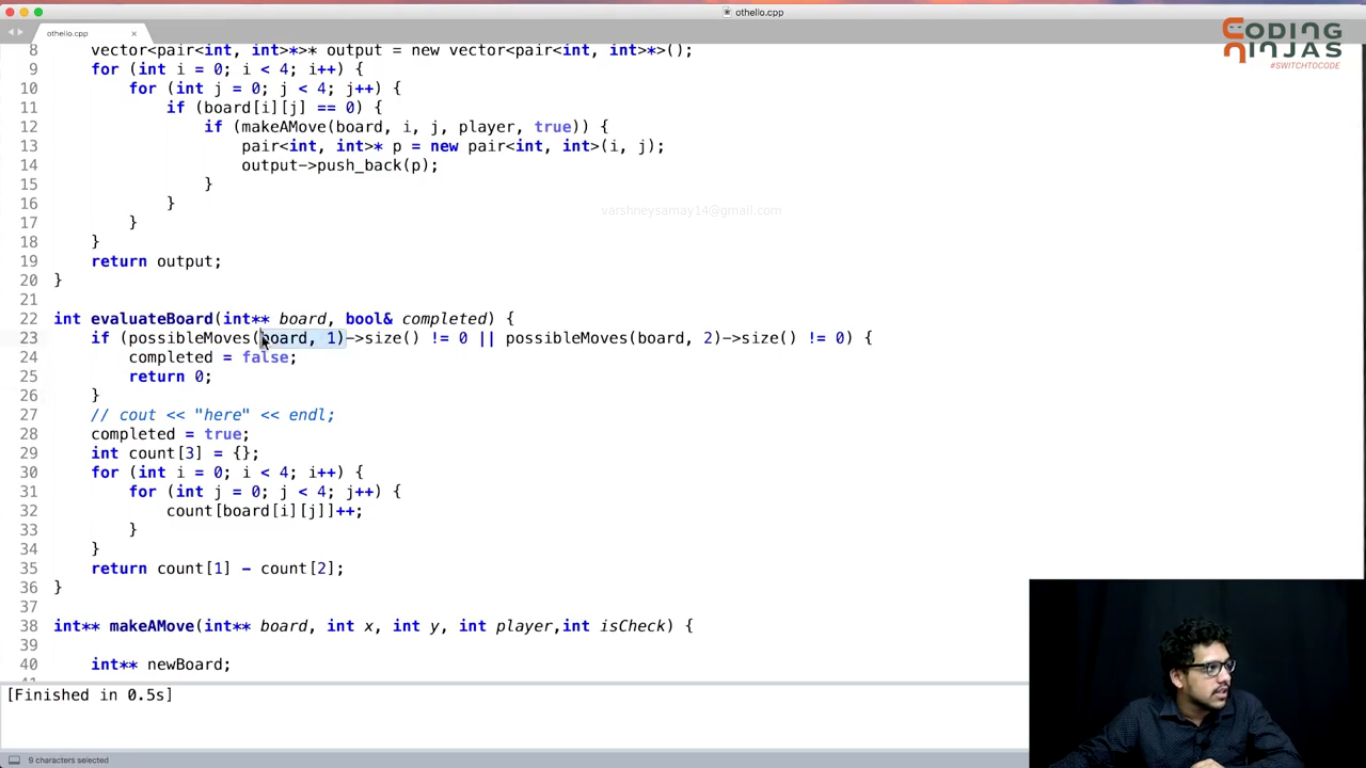 othello.cpp
othello.cpp
CODING
NINJAS
#SWITCHTOCODE
8 vector<pair<int, int>*>* output = new vector<pair<int, int>*>();
9 for (int i = 0; i < 4; i++) {
10 for (int j = 0; j < 4; j++) {
11 if (board[i][j] == 0) {
12 if (makeAMove(board, i, j, player, true)) {
13 pair<int, int>* p = new pair<int, int>(i, j);
14 output->push_back(p);
15 }
16 }
17 }
18 }
19 return output;
20 }
21
22 int evaluateBoard(int** board, bool& completed) {
23 if (possibleMoves(board, 1)->size() != 0 || possibleMoves(board, 2)->size() != 0) {
24 completed = false;
25 return 0;
26 }
27 // cout << "here" << endl;
28 completed = true;
29 int count[3] = {};
30 for (int i = 0; i < 4; i++) {
31 for (int j = 0; j < 4; j++) {
32 count[board[i][j]]++;
33 }
34 }
35 return count[1] - count[2];
36 }
37
38 int** makeAMove(int** board, int x, int y, int player,int isCheck) {
39
40 int** newBoard;
varshneysamay14@gmail.com
[Finished in 0.5s]
9 characters selected